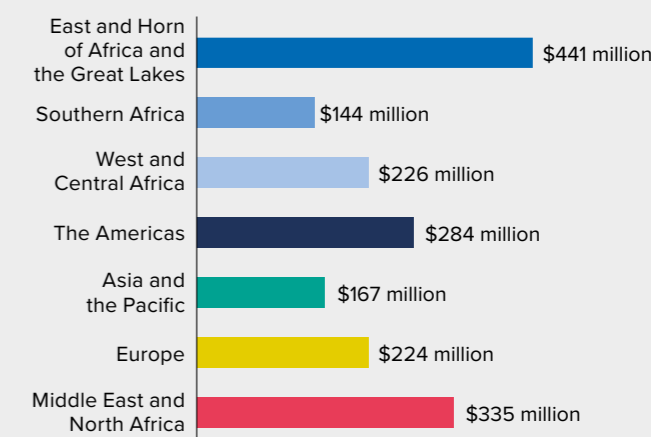 East and Horn
of Africa and
the Great Lakes
$441 million
Southern Africa
$144 million
West and
Central Africa
$226 million
The Americas
$284 million
Asia and
the Pacific
$167 million
Europe
$224 million
Middle East and
North Africa
$335 million